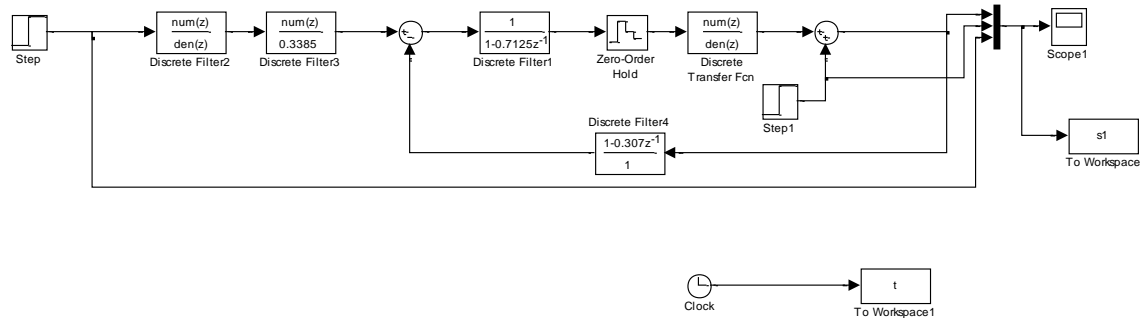 Step
num(z)
den(z)
Discrete Filter2
num(z)
0.3385
Discrete Filter3
1
1-0.7125z-1
Discrete Filter1
Zero-Order
Hold
num(z)
den(z)
Discrete
Transfer Fcn
Step1
Scope1
Discrete Filter4
1-0.307z-1
1
s1
To Workspace
Clock
t
To Workspace1